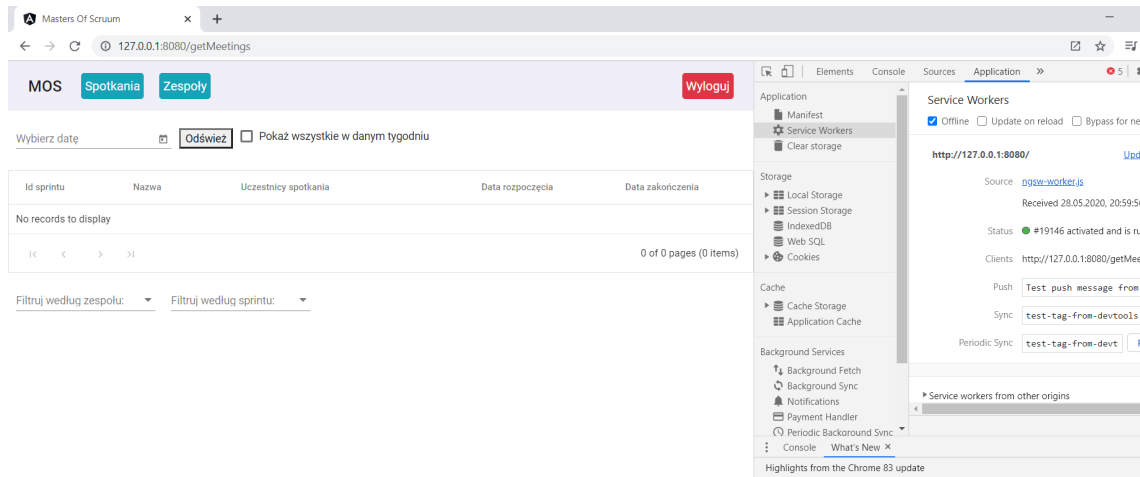 Masters Of Scruum
127.0.0.1:8080/getMeetings
MOS Spotkania Zespoły Wyloguj
Wybierz datę Odśwież Pokaż wszystkie w danym tygodniu
Id sprintu Nazwa Uczestnicy spotkania Data rozpoczęcia Data zakończenia
No records to display
0 of 0 pages (0 items)
Filtruj według zespołu: Filtruj według sprintu:
Elements Console Sources Application 5
Application
Manifest
Service Workers
Clear storage
Storage
Local Storage
Session Storage
IndexedDB
Web SQL
Cookies
Cache
Cache Storage
Application Cache
Background Services
Background Fetch
Background Sync
Notifications
Payment Handler
Periodic Background Sync
Service Workers
Offline Update on reload Bypass for ne
http://127.0.0.1:8080/ Upd
Source ngsw-worker.js
Received 28.05.2020, 20:59:5
Status #19146 activated and is ru
Clients http://127.0.0.1:8080/getMee
Push Test push message from
Sync test-tag-from-devtools
Periodic Sync test-tag-from-devt
Service workers from other origins
Console What's New
Highlights from the Chrome 83 update